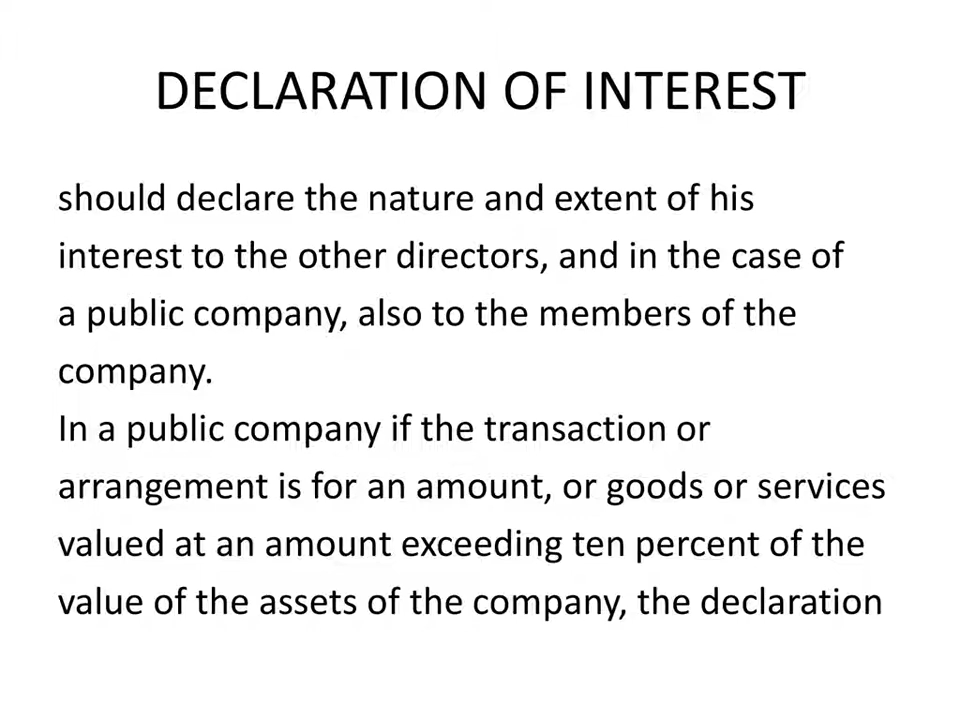 DECLARATION OF INTEREST
should declare the nature and extent of his
interest to the other directors, and in the case of
a public company, also to the members of the
company.
In a public company if the transaction or
arrangement is for an amount, or goods or services
valued at an amount exceeding ten percent of the
value of the assets of the company, the declaration